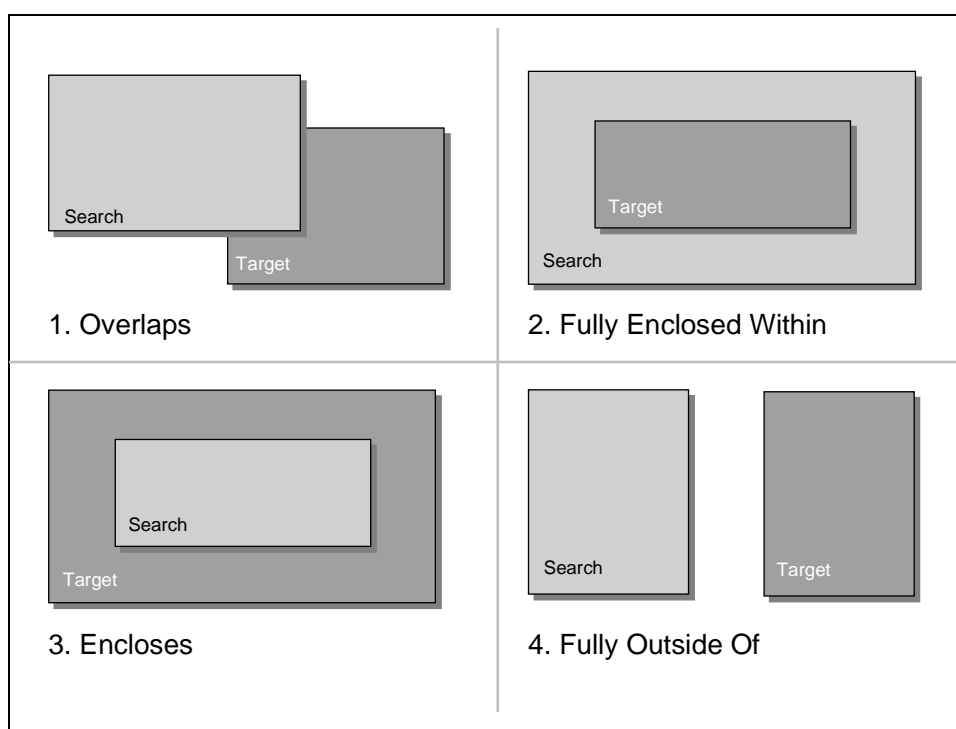 Search
Target
1. Overlaps
Target
Search
2. Fully Enclosed Within
Search
Target
3. Encloses
Search
Target
4. Fully Outside Of